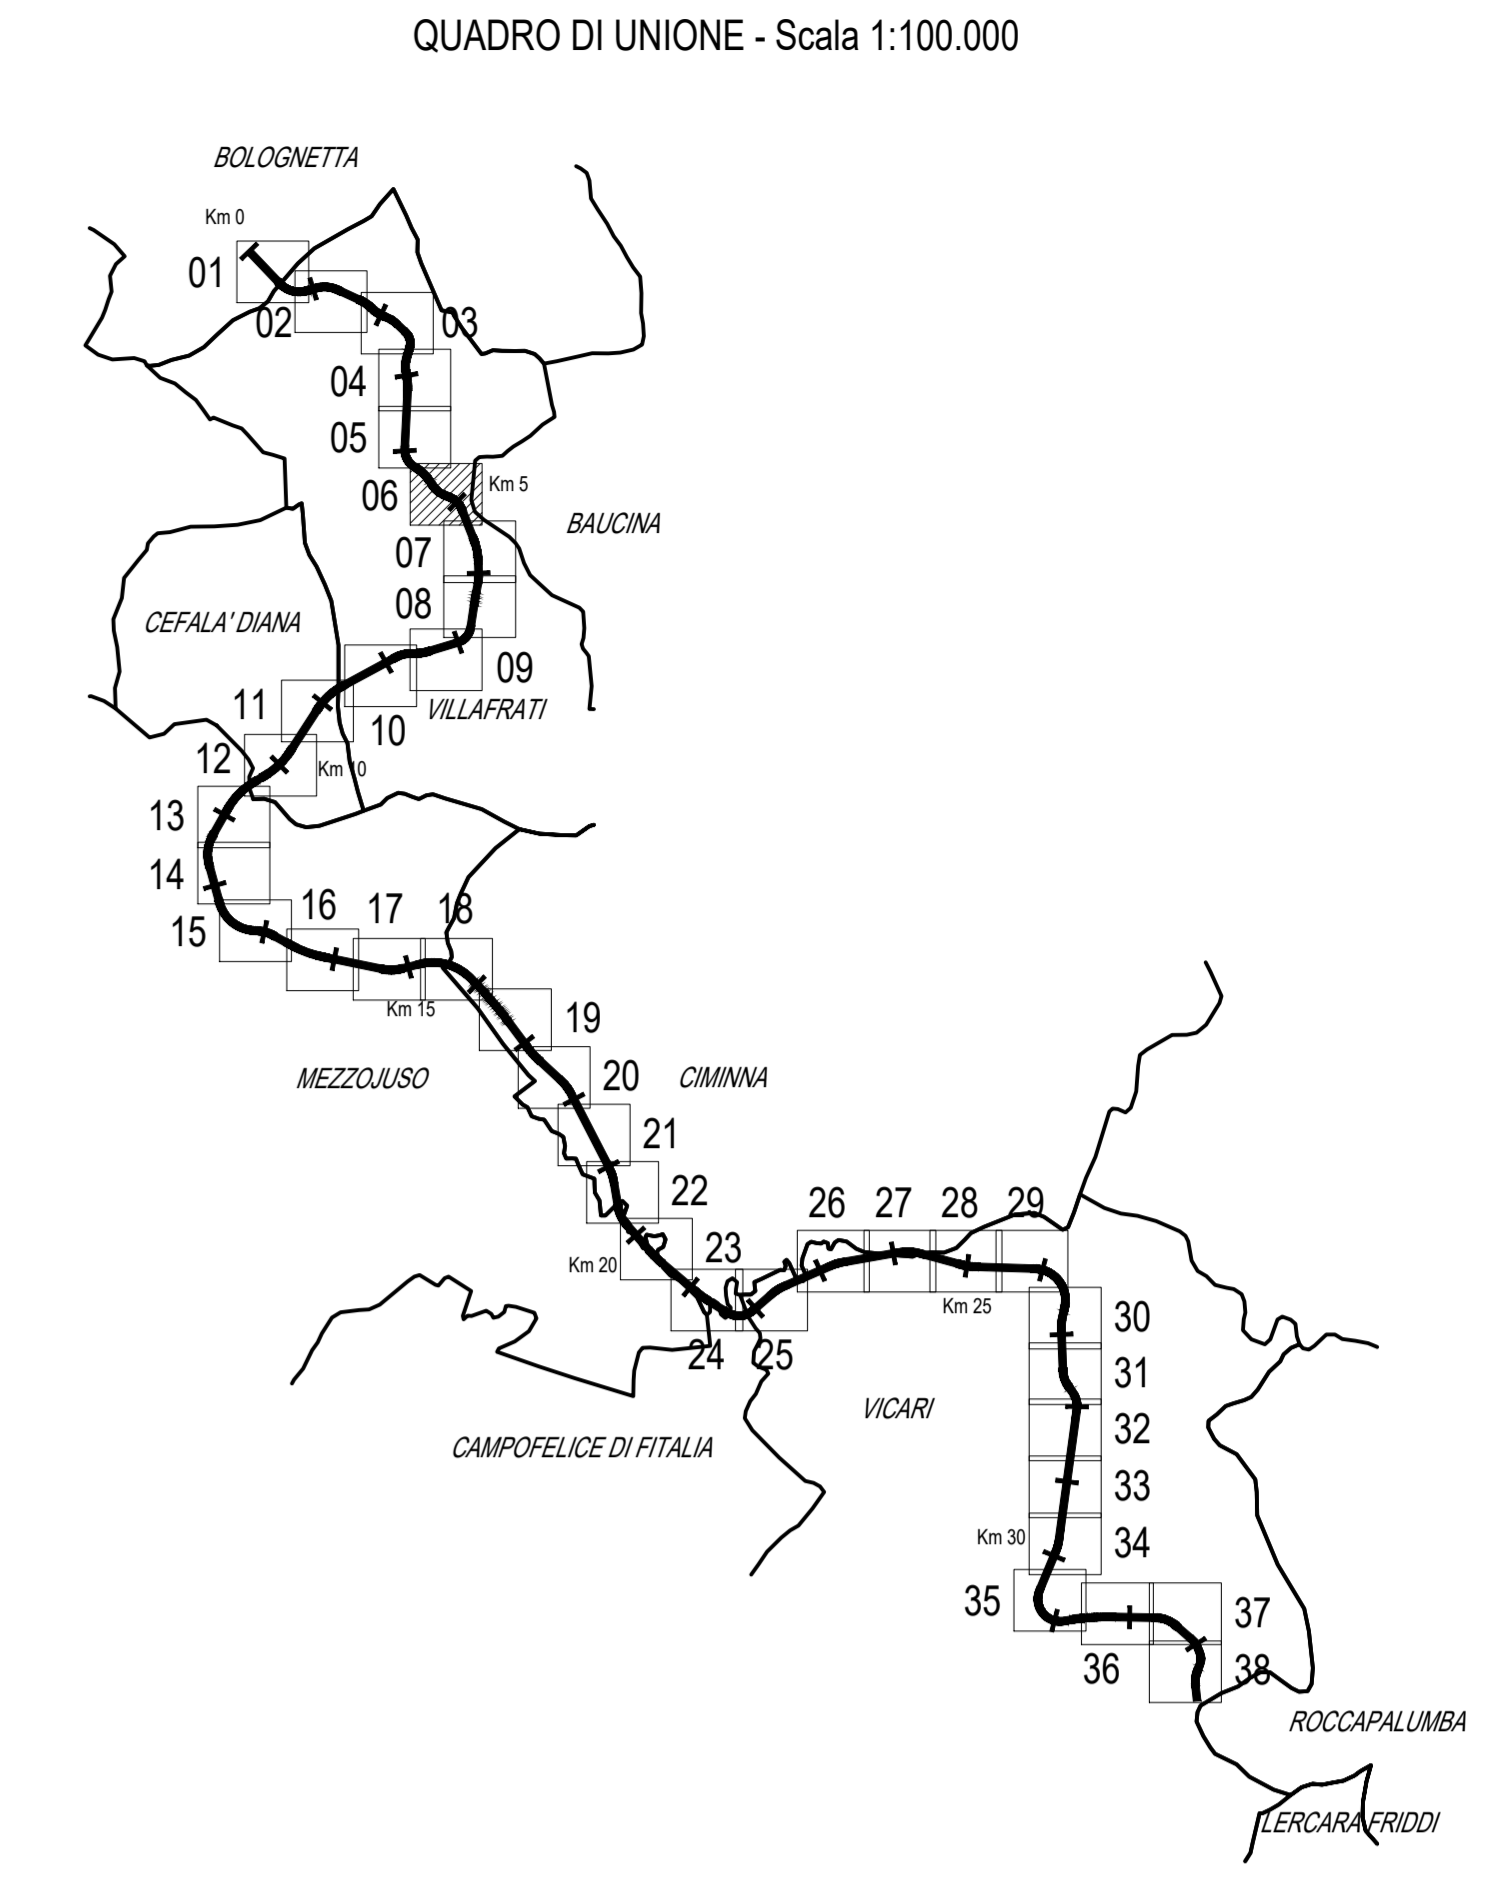 QUADRO DI UNIONE - Scala 1:100.000
BOLOGNETTA
Km 0
01
02
03
04
05
06
Km 5
BAUCINA
07
08
CEFALA' DIANA
09
VILLAFRATI
11
10
12
Km 10
13
14
15
16
17
18
Km 15
19
MEZZOJUSO
CIMINNA
20
21
22
Km 20
23
24
25
26
27
28
29
Km 25
30
31
VICARI
32
CAMPOFELICE DI FITALIA
33
Km 30
34
35
37
36
38
ROCCAPALUMBA
LERCARA FRIDDI